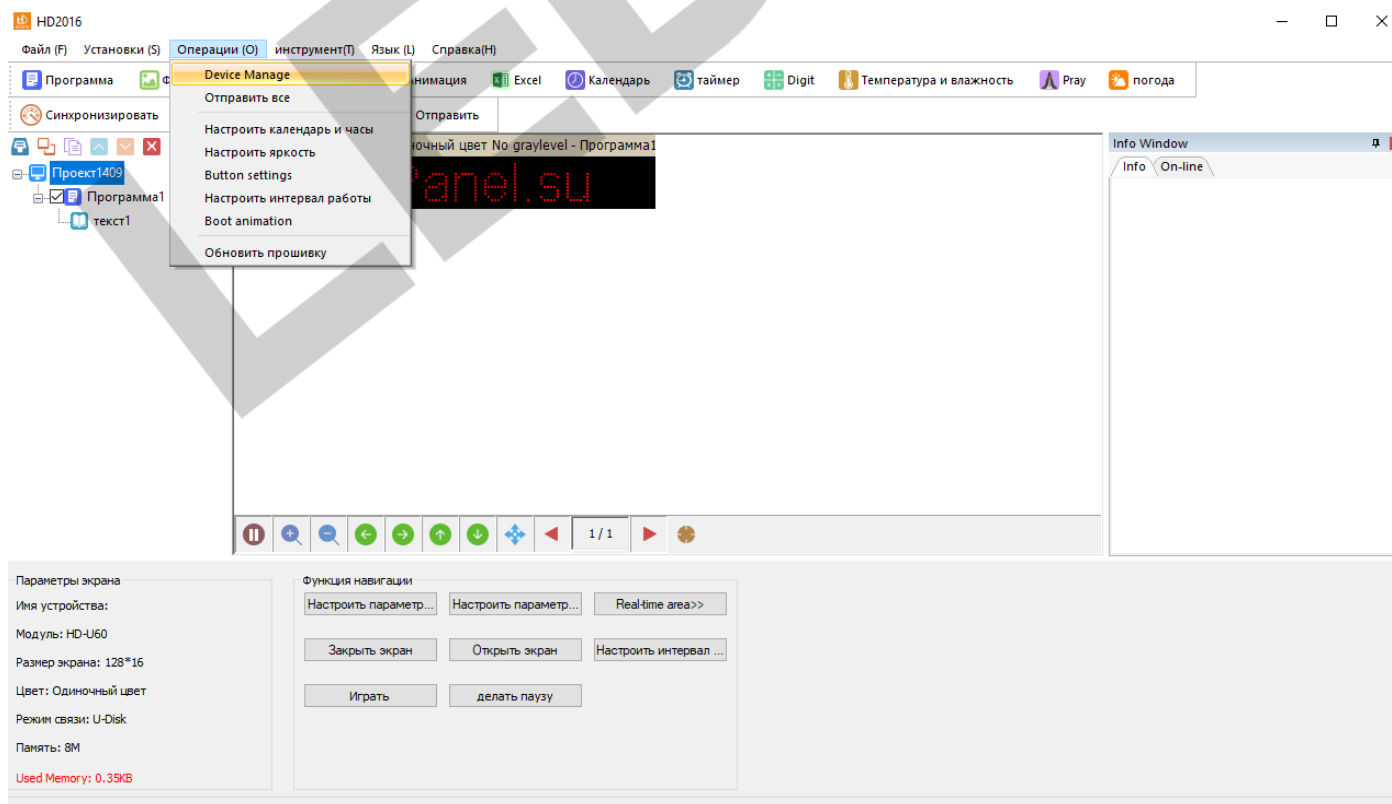 HD2016
Файл (F) Установки (S) Операции (O) инструмент(T) Язык (L) Справка(H)
Программа Excel Календарь таймер Digit Температура и влажность Pray погода
Device Manage
Отправить все
Синхронизировать Отправить
Настроить календарь и часы
Настроить яркость
Button settings
Настроить интервал работы
Boot animation
Обновить прошивку
цвет No graylevel - Программа1
Panel.su
Проект1409
Программа1
текст1
Info Window
Info On-line
1/1
Параметры экрана
Имя устройства:
Модуль: HD-U60
Размер экрана: 128*16
Цвет: Одиночный цвет
Режим связи: U-Disk
Память: 8M
Used Memory: 0.35KB
Функция навигации
Настроить параметр... Настроить параметр... Real-time area>>
Закрыть экран Открыть экран Настроить интервал ...
Играть делать паузу
LED